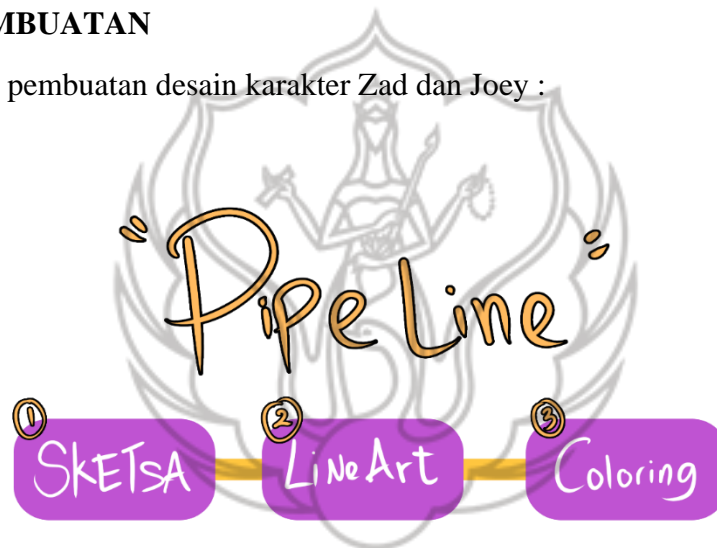 MBUATAN
pembuatan desain karakter Zad dan Joey :
"PipeLine"
1 2 3
SKETSA LiNeArt Coloring